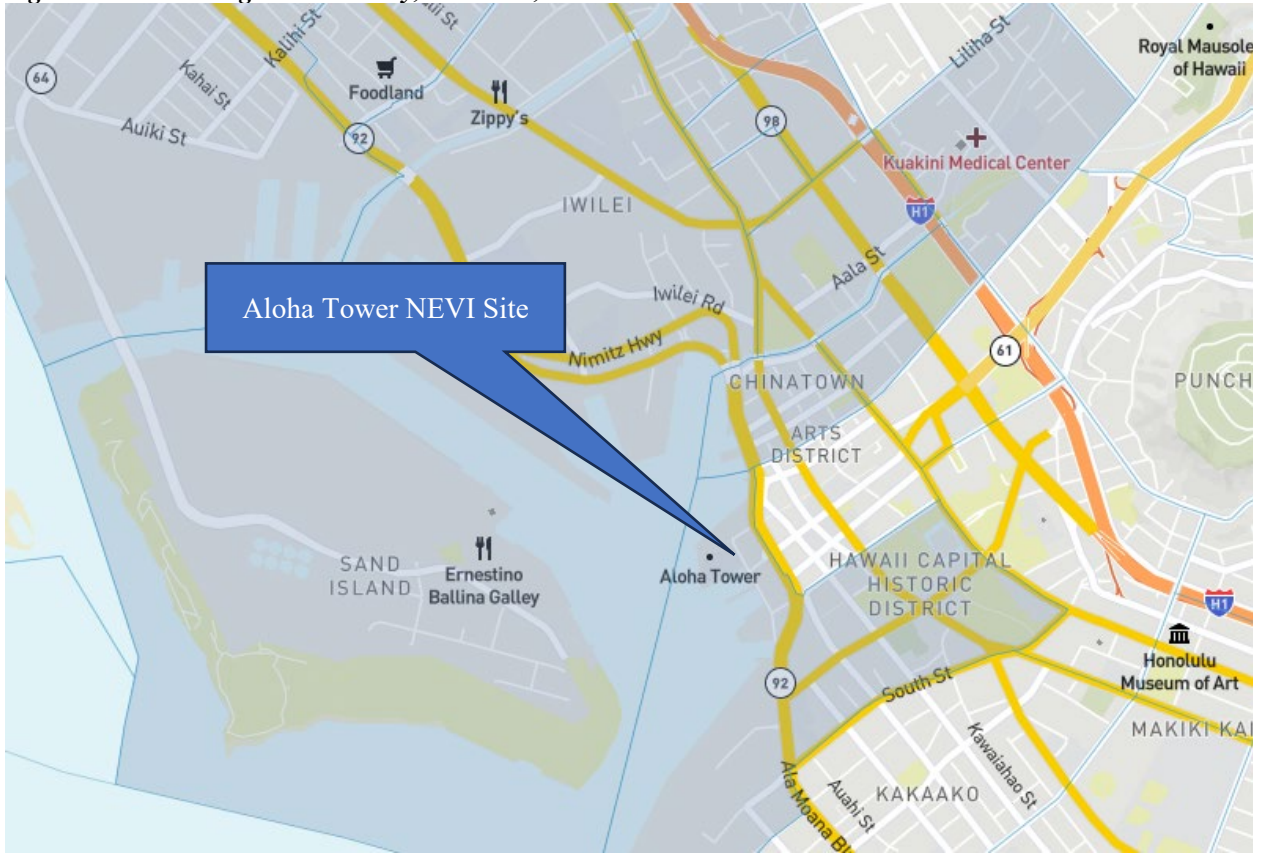 64
Kahai St
Auiki St
Kalihi St
92
Foodland
Zippy's
98
Liliha St
Royal Mausole
of Hawaii
Kuakini Medical Center
H1
IWILEI
Aala St
Aloha Tower NEVI Site
Iwilei Rd
Nimitz Hwy
61
CHINATOWN
PUNCH
ARTS
DISTRICT
SAND
ISLAND
Ernestino
Ballina Galley
Aloha Tower
HAWAII CAPITAL
HISTORIC
DISTRICT
H1
Honolulu
Museum of Art
92
South St
MAKIKI KAI
Kawaiahao St
Ala Moana Bl
Auahi St
KAKAAKO